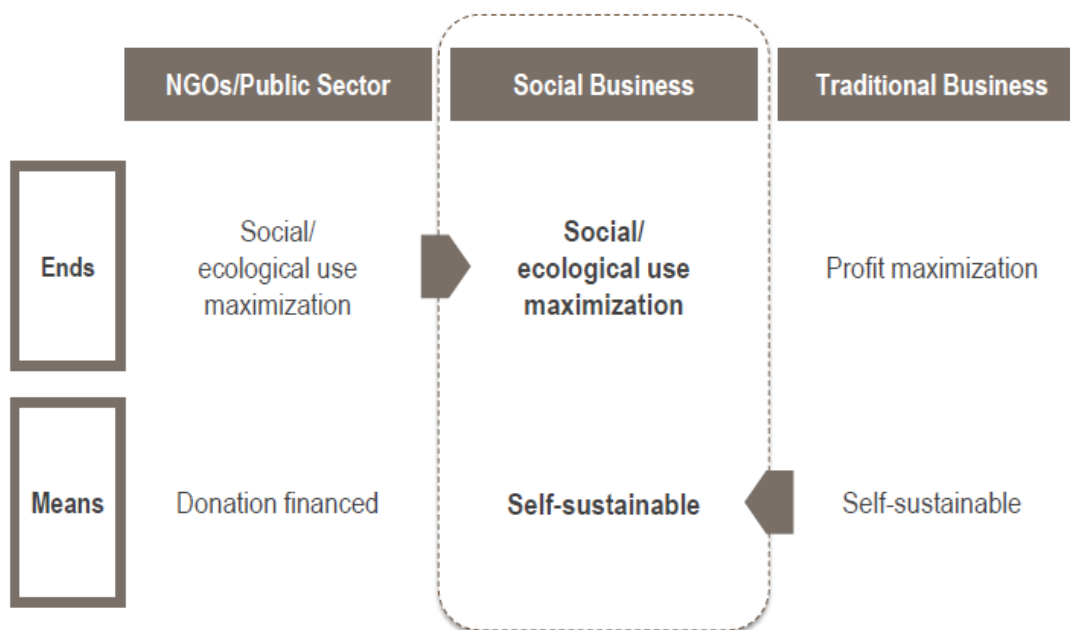 NGOs/Public Sector
Social Business
Traditional Business
Ends
Social/
ecological use
maximization
Social/
ecological use
maximization
Profit maximization
Means
Donation financed
Self-sustainable
Self-sustainable